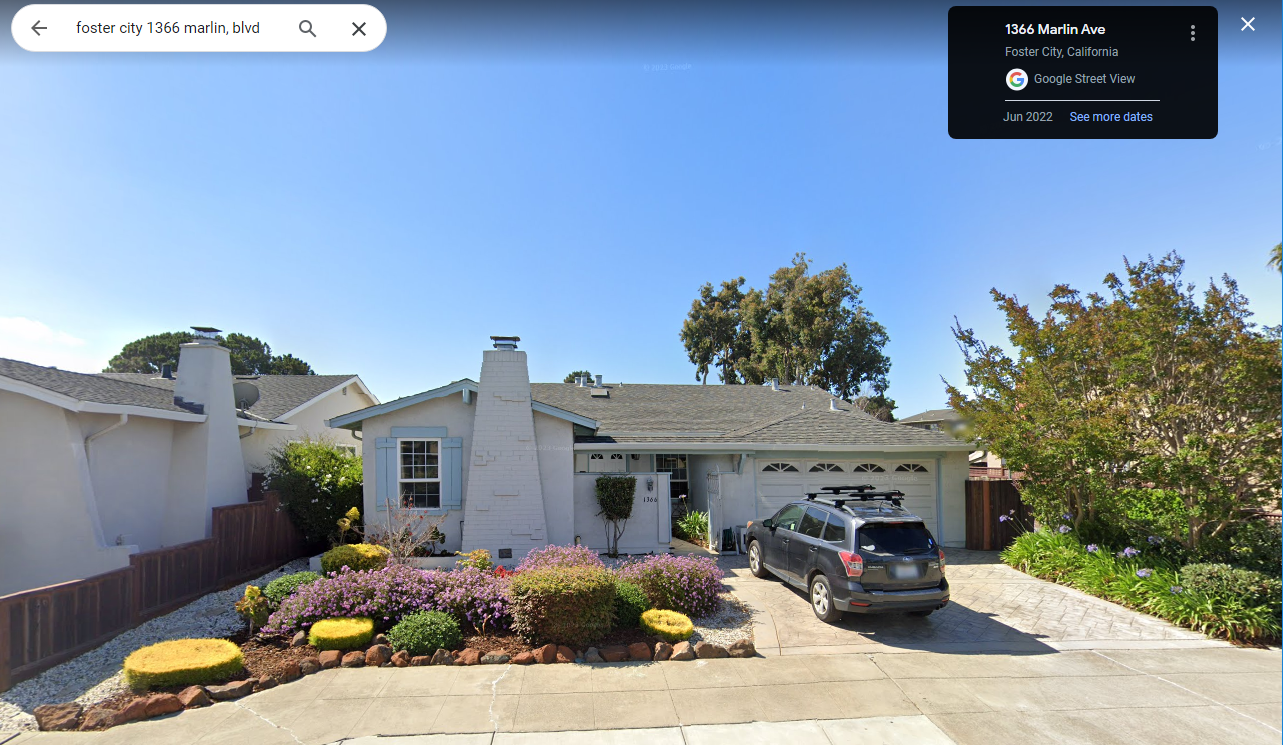 foster city 1366 marlin, blvd
1366 Marlin Ave
Foster City, California
Google Street View
Jun 2022 See more dates
1366